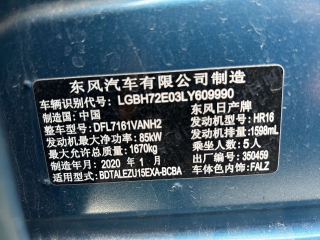 东风汽车有限公司制造
车辆识别代号: LGBH72E03LY609990
制造国: 中国 东风日产牌
整车型号: DFL7161VANH2 发动机型号: HR16
发动机最大净功率: 85kW 发动机排量: 1598mL
最大允许总质量: 1670kg 乘坐人数: 5人
制造年月: 2020 年 1 月 出厂编号: 350459
适用型号: BDTALEZU15EXA-BCBA 车体色内饰: FALZ